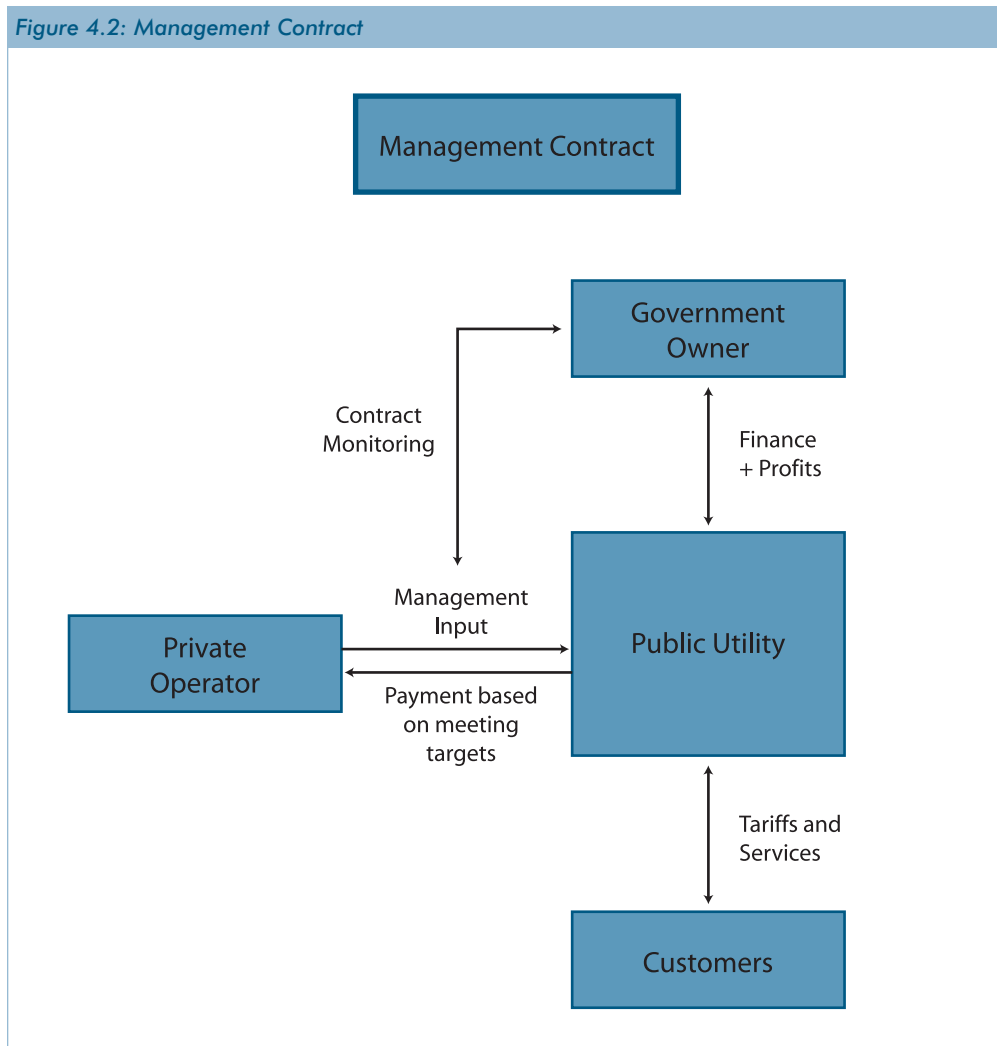 Figure 4.2: Management Contract
Management Contract
Government
Owner
Contract
Monitoring
Finance
+ Profits
Management
Input
Private
Operator
Public Utility
Payment based
on meeting
targets
Tariffs and
Services
Customers